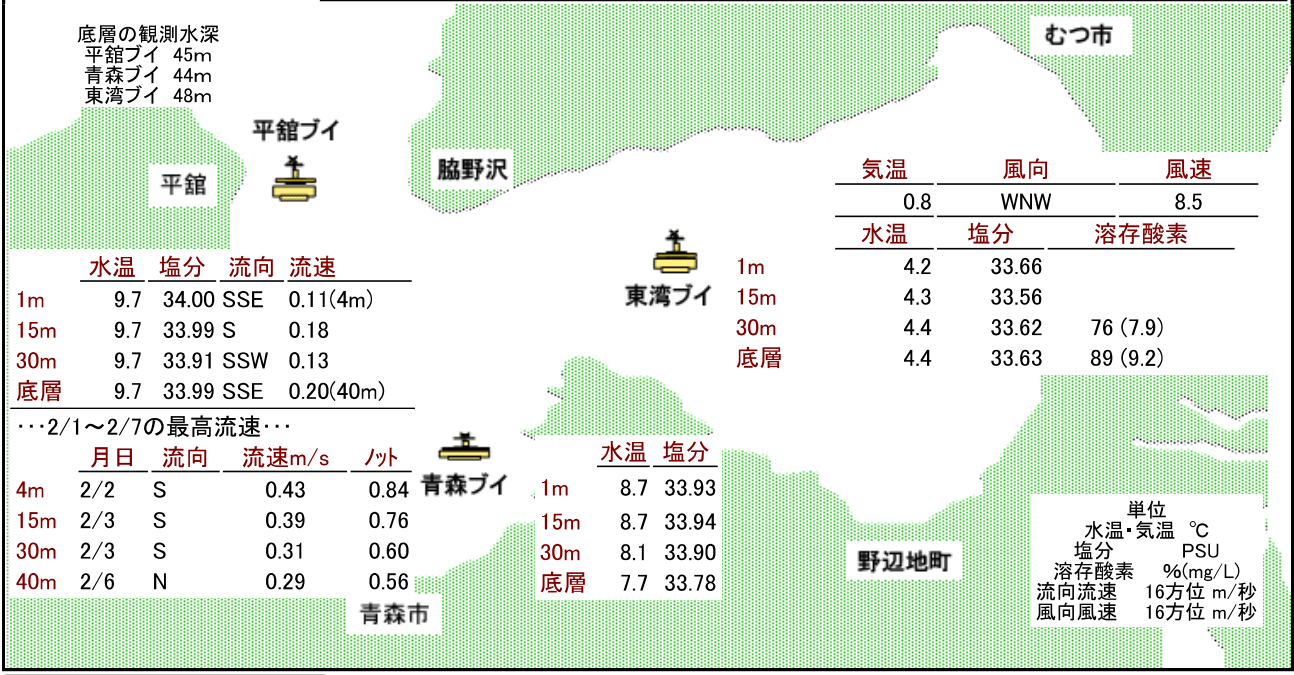 底層の観測水深
平舘ブイ 45m
青森ブイ 44m
東湾ブイ 48m
むつ市
平舘ブイ
脇野沢
平舘
気温 風向 風速
0.8 WNW 8.5
水温 塩分 溶存酸素
1m 4.2 33.66
15m 4.3 33.56
30m 4.4 33.62 76 (7.9)
底層 4.4 33.63 89 (9.2)
東湾ブイ
水温 塩分 流向 流速
1m 9.7 34.00 SSE 0.11(4m)
15m 9.7 33.99 S 0.18
30m 9.7 33.91 SSW 0.13
底層 9.7 33.99 SSE 0.20(40m)
…2/1～2/7の最高流速…
月日 流向 流速m/s ノット
4m 2/2 S 0.43 0.84
15m 2/3 S 0.39 0.76
30m 2/3 S 0.31 0.60
40m 2/6 N 0.29 0.56
青森ブイ
水温 塩分
1m 8.7 33.93
15m 8.7 33.94
30m 8.1 33.90
底層 7.7 33.78
野辺地町
青森市
単位
水温・気温 ℃
塩分 PSU
溶存酸素 %(mg/L)
流向流速 16方位 m/秒
風向風速 16方位 m/秒